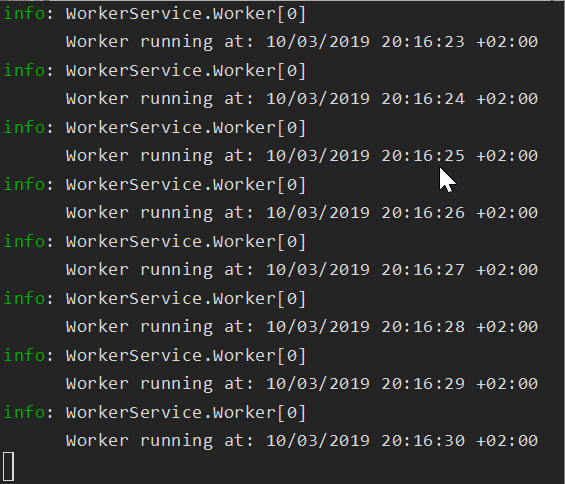 info: WorkerService.Worker[0]
Worker running at: 10/03/2019 20:16:23 +02:00
info: WorkerService.Worker[0]
Worker running at: 10/03/2019 20:16:24 +02:00
info: WorkerService.Worker[0]
Worker running at: 10/03/2019 20:16:25 +02:00
info: WorkerService.Worker[0]
Worker running at: 10/03/2019 20:16:26 +02:00
info: WorkerService.Worker[0]
Worker running at: 10/03/2019 20:16:27 +02:00
info: WorkerService.Worker[0]
Worker running at: 10/03/2019 20:16:28 +02:00
info: WorkerService.Worker[0]
Worker running at: 10/03/2019 20:16:29 +02:00
info: WorkerService.Worker[0]
Worker running at: 10/03/2019 20:16:30 +02:00